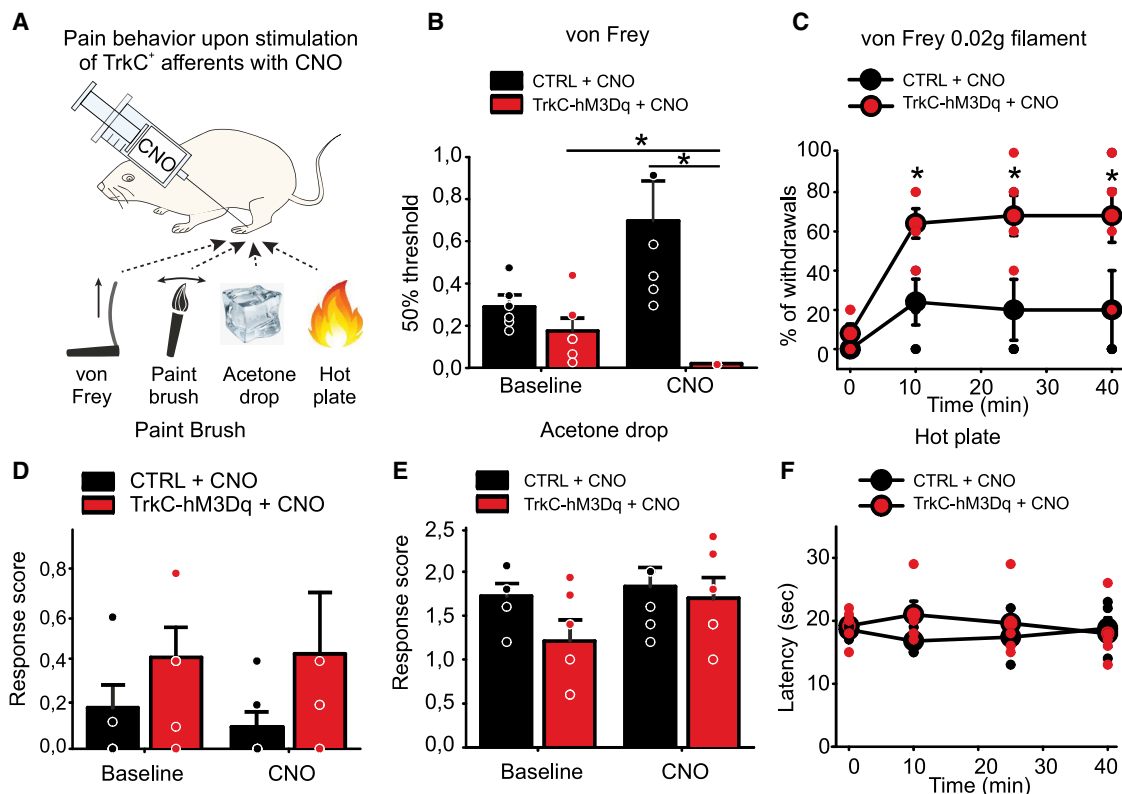 A
Pain behavior upon stimulation
of TrkC⁺ afferents with CNO
CNO
von
Frey
Paint
brush
Acetone
drop
Hot
plate
B
von Frey
CTRL + CNO
TrkC-hM3Dq + CNO
50% threshold
1,0
0,8
0,6
0,4
0,2
0,0
*
*
Baseline
CNO
C
von Frey 0.02g filament
CTRL + CNO
TrkC-hM3Dq + CNO
% of withdrawals
100
80
60
40
20
0
*
*
*
0
10
20
30
40
Time (min)
D
Paint Brush
CTRL + CNO
TrkC-hM3Dq + CNO
Response score
0,8
0,6
0,4
0,2
0,0
Baseline
CNO
E
Acetone drop
CTRL + CNO
TrkC-hM3Dq + CNO
Response score
2,5
2,0
1,5
1,0
0,5
0,0
Baseline
CNO
F
Hot plate
CTRL + CNO
TrkC-hM3Dq + CNO
Latency (sec)
30
20
10
0
0
10
20
30
40
Time (min)